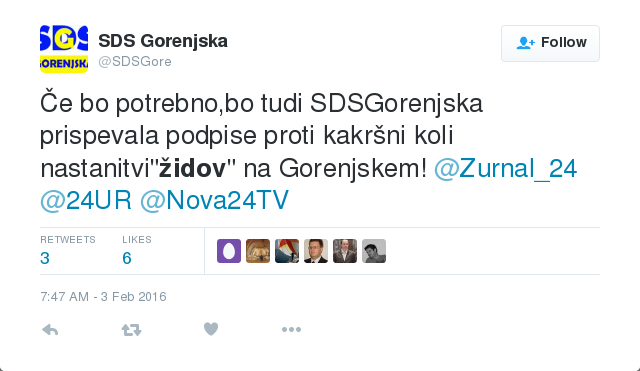 SDS
GORENJSKA
SDS Gorenjska
@SDSGore
Follow
Če bo potrebno,bo tudi SDSGorenjska
prispevala podpise proti kakršni koli
nastanitvi"židov" na Gorenjskem! @Zurnal_24
@24UR @Nova24TV
RETWEETS LIKES
3 6
7:47 AM - 3 Feb 2016